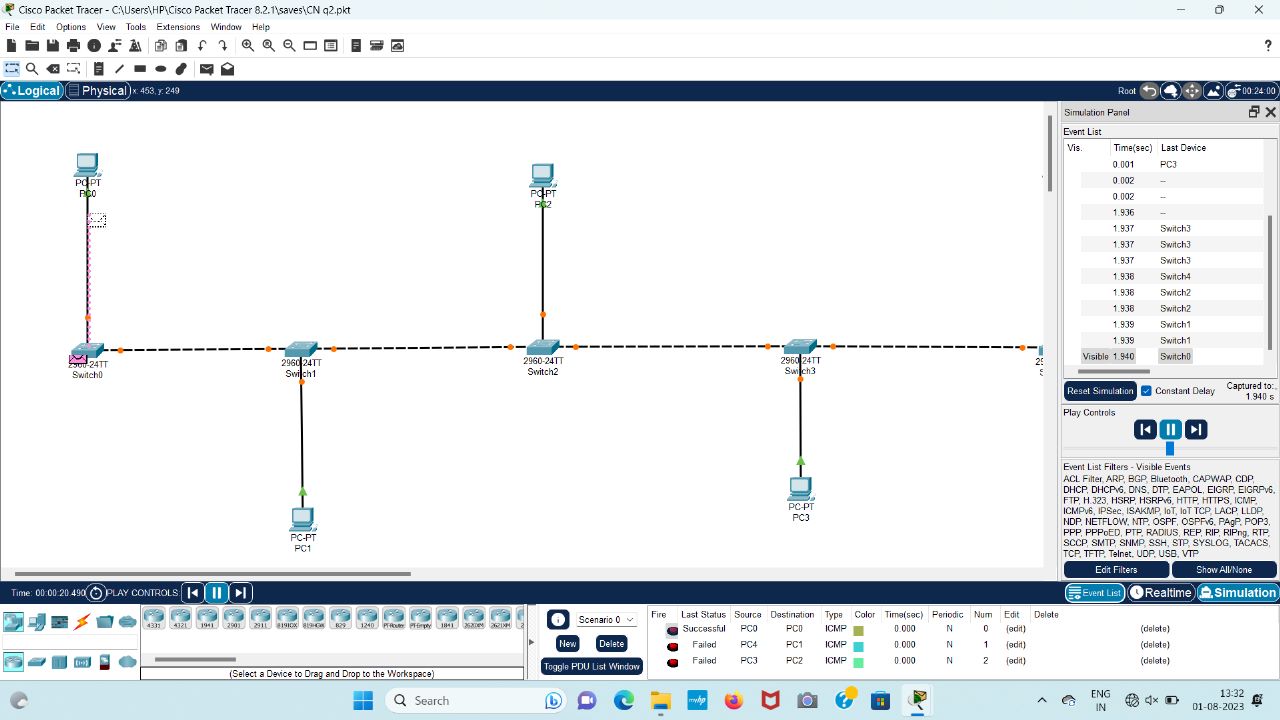 Cisco Packet Tracer - C:\Users\HP\Cisco Packet Tracer 8.2.1\saves\CN q2.pkt
File Edit Options View Tools Extensions Window Help
?
Logical Physical x: 453, y: 249 Root 00:24:00
Simulation Panel
Event List
Vis. Time(sec) Last Device
0.001 PC3
0.002 --
0.002 --
1.936 --
1.937 Switch3
1.937 Switch3
1.937 Switch3
1.938 Switch4
1.938 Switch2
1.938 Switch2
1.939 Switch1
1.939 Switch1
Visible 1.940 Switch0
Reset Simulation Constant Delay Captured to:
1.940 s
Play Controls
Event List Filters - Visible Events
ACL Filter, ARP, BGP, Bluetooth, CAPWAP, CDP,
DHCP, DHCPv6, DNS, DTP, EAPOL, EIGRP, EIGRPv6,
FTP, H.323, HSRP, HSRPv6, HTTP, HTTPS, ICMP,
ICMPv6, IPSec, ISAKMP, IoT, IoT TCP, LACP, LLDP,
NDP, NETFLOW, NTP, OSPF, OSPFv6, PAgP, POP3,
PPP, PPPoED, PTP, RADIUS, REP, RIP, RIPng, RTP,
SCCP, SMTP, SNMP, SSH, STP, SYSLOG, TACACS,
TCP, TFTP, Telnet, UDP, USB, VTP
Edit Filters Show All/None
PC-PT
PC0
PC-PT
PC2
2960-24TT
Switch0
2960-24TT
Switch1
2960-24TT
Switch2
2960-24TT
Switch3
PC-PT
PC1
PC-PT
PC3
Time: 00:00:20.490 PLAY CONTROLS: Event List Realtime Simulation
4331 4321 1941 2901 2911 819IOX 819HGW 829 1240 PT-Router PT-Empty 1841 2620XM 2621XM
(Select a Device to Drag and Drop to the Workspace)
Scenario 0
New Delete
Toggle PDU List Window
Fire Last Status Source Destination Type Color Time(sec) Periodic Num Edit Delete
Successful PC0 PC0 ICMP 0.000 N 0 (edit) (delete)
Failed PC4 PC1 ICMP 0.000 N 1 (edit) (delete)
Failed PC3 PC2 ICMP 0.000 N 2 (edit) (delete)
Search
myhp
ENG
IN
13:32
01-08-2023